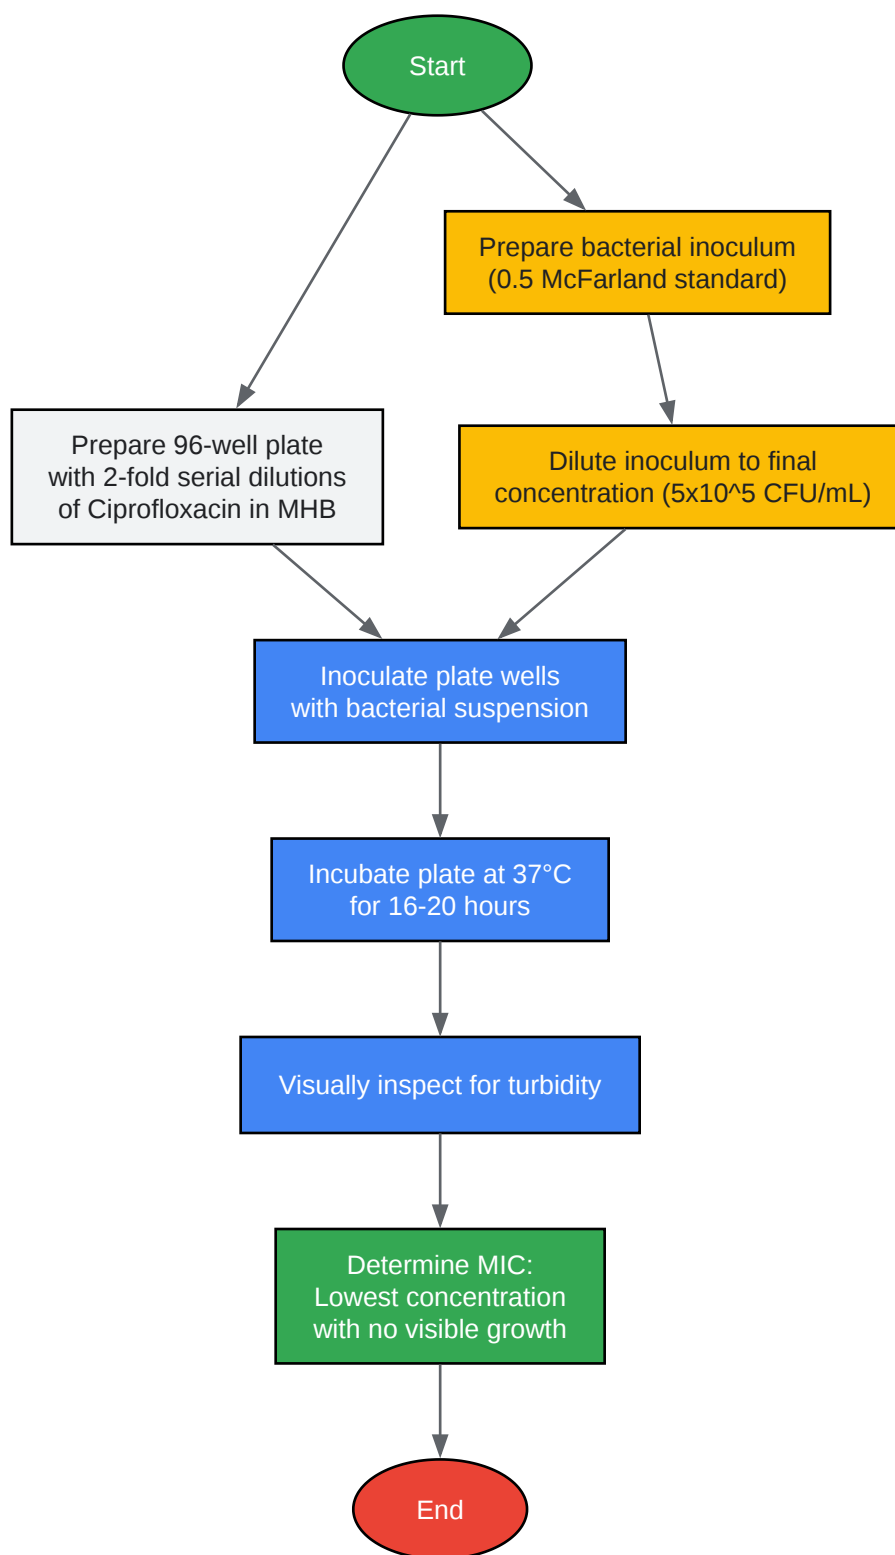 Start
Prepare bacterial inoculum
(0.5 McFarland standard)
Prepare 96-well plate
with 2-fold serial dilutions
of Ciprofloxacin in MHB
Dilute inoculum to final
concentration (5x10^5 CFU/mL)
Inoculate plate wells
with bacterial suspension
Incubate plate at 37°C
for 16-20 hours
Visually inspect for turbidity
Determine MIC:
Lowest concentration
with no visible growth
End